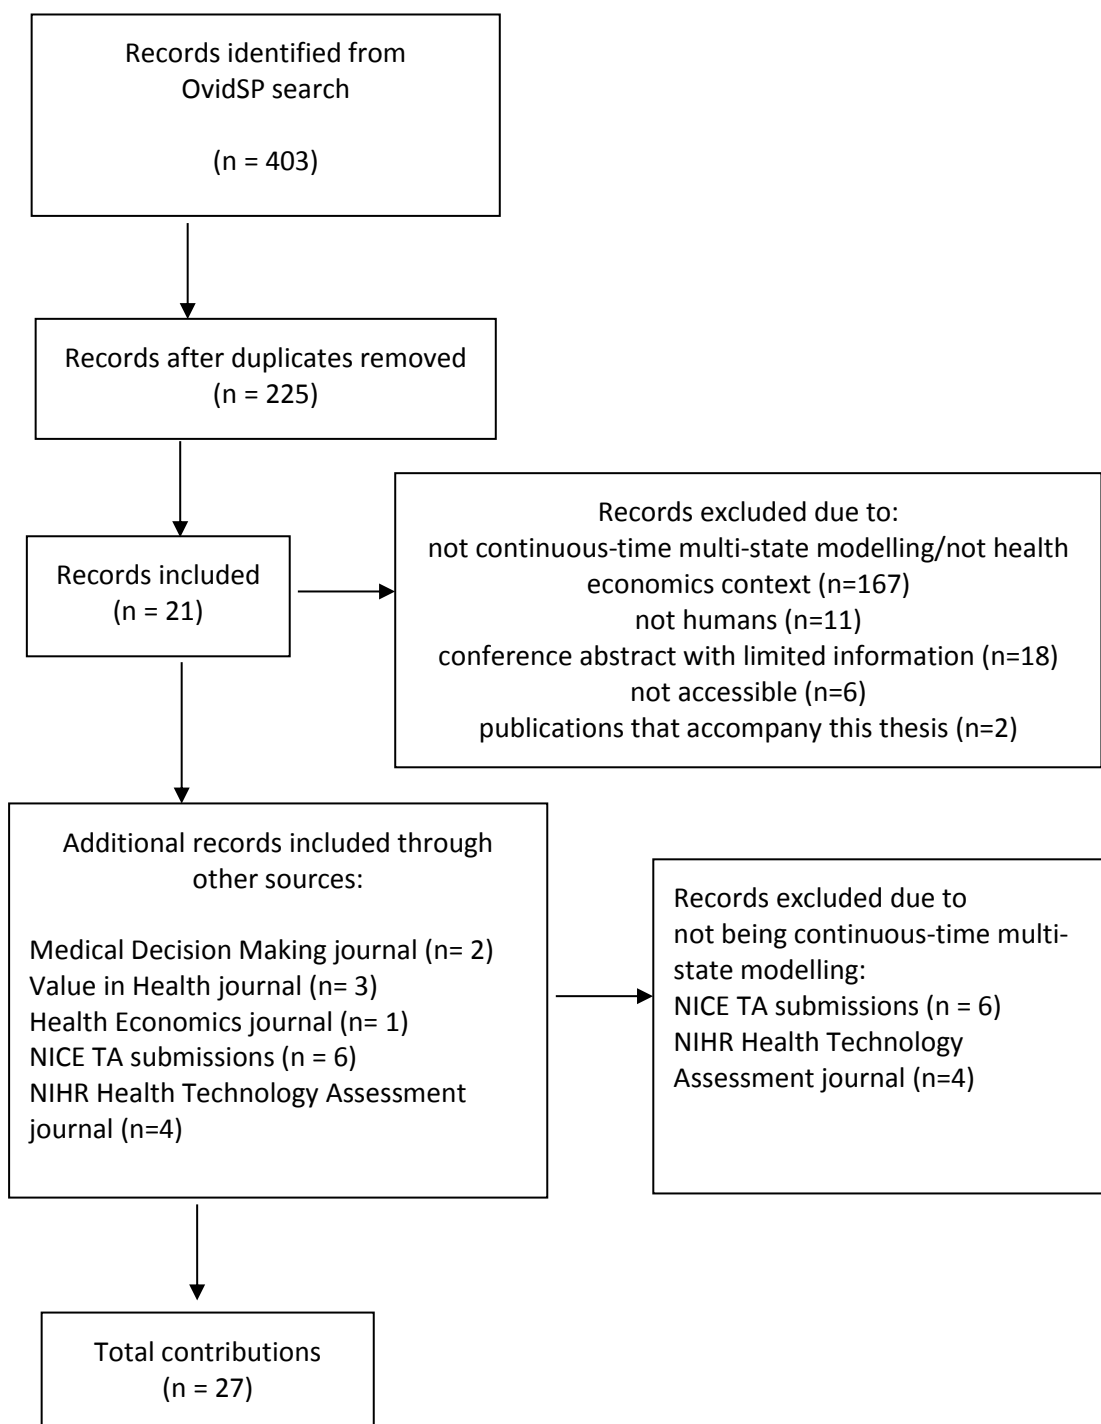 Records identified from
OvidSP search
(n = 403)
Records after duplicates removed
(n = 225)
Records included
(n = 21)
Records excluded due to:
not continuous-time multi-state modelling/not health
economics context (n=167)
not humans (n=11)
conference abstract with limited information (n=18)
not accessible (n=6)
publications that accompany this thesis (n=2)
Additional records included through
other sources:
Medical Decision Making journal (n= 2)
Value in Health journal (n= 3)
Health Economics journal (n= 1)
NICE TA submissions (n = 6)
NIHR Health Technology Assessment
journal (n=4)
Records excluded due to
not being continuous-time multi-
state modelling:
NICE TA submissions (n = 6)
NIHR Health Technology
Assessment journal (n=4)
Total contributions
(n = 27)